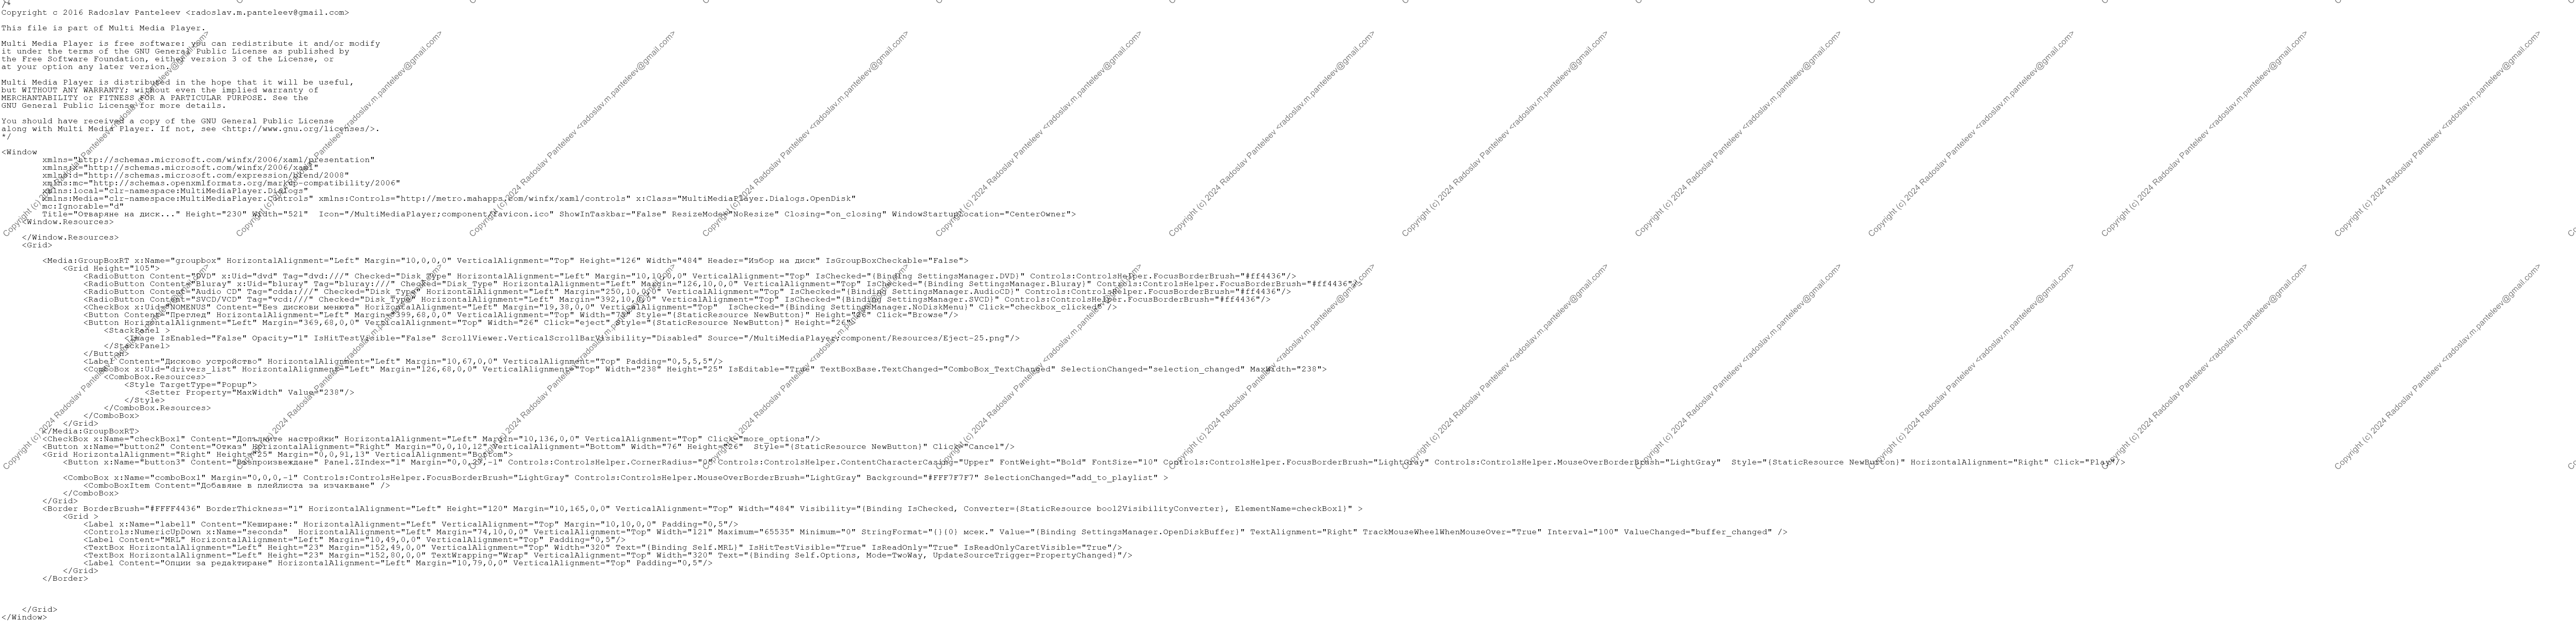 /*
Copyright c 2016 Radoslav Panteleev <radoslav.m.panteleev@gmail.com>
This file is part of Multi Media Player.
Multi Media Player is free software: you can redistribute it and/or modify
it under the terms of the GNU General Public License as published by
the Free Software Foundation, either version 3 of the License, or
at your option any later version.
Multi Media Player is distributed in the hope that it will be useful,
but WITHOUT ANY WARRANTY; without even the implied warranty of
MERCHANTABILITY or FITNESS FOR A PARTICULAR PURPOSE. See the
GNU General Public License for more details.
You should have received a copy of the GNU General Public License
along with Multi Media Player. If not, see <http://www.gnu.org/licenses/>.
*/
<Window
xmlns="http://schemas.microsoft.com/winfx/2006/xaml/presentation"
xmlns:x="http://schemas.microsoft.com/winfx/2006/xaml"
xmlns:d="http://schemas.microsoft.com/expression/blend/2008"
xmlns:mc="http://schemas.openxmlformats.org/markup-compatibility/2006"
xmlns:local="clr-namespace:MultiMediaPlayer.Dialogs"
xmlns:Media="clr-namespace:MultiMediaPlayer.Controls" xmlns:Controls="http://metro.mahapps.com/winfx/xaml/controls" x:Class="MultiMediaPlayer.Dialogs.OpenDisk"
mc:Ignorable="d"
Title="Отваряне на диск..." Height="230" Width="521"  Icon="/MultiMediaPlayer;component/favicon.ico" ShowInTaskbar="False" ResizeMode="NoResize" Closing="on_closing" WindowStartupLocation="CenterOwner">
<Window.Resources>
</Window.Resources>
<Grid>
<Media:GroupBoxRT x:Name="groupbox" HorizontalAlignment="Left" Margin="10,0,0,0" VerticalAlignment="Top" Height="126" Width="484" Header="Избор на диск" IsGroupBoxCheckable="False">
<Grid Height="105">
<RadioButton Content="DVD" x:Uid="dvd" Tag="dvd:///" Checked="Disk_Type" HorizontalAlignment="Left" Margin="10,10,0,0" VerticalAlignment="Top" IsChecked="{Binding SettingsManager.DVD}" Controls:ControlsHelper.FocusBorderBrush="#ff4436"/>
<RadioButton Content="Bluray" x:Uid="bluray" Tag="bluray:///" Checked="Disk_Type" HorizontalAlignment="Left" Margin="126,10,0,0" VerticalAlignment="Top" IsChecked="{Binding SettingsManager.Bluray}" Controls:ControlsHelper.FocusBorderBrush="#ff4436"/>
<RadioButton Content="Audio CD" Tag="cdda:///" Checked="Disk_Type" HorizontalAlignment="Left" Margin="250,10,0,0" VerticalAlignment="Top" IsChecked="{Binding SettingsManager.AudioCD}" Controls:ControlsHelper.FocusBorderBrush="#ff4436"/>
<RadioButton Content="SVCD/VCD" Tag="vcd:///" Checked="Disk_Type" HorizontalAlignment="Left" Margin="392,10,0,0" VerticalAlignment="Top" IsChecked="{Binding SettingsManager.SVCD}" Controls:ControlsHelper.FocusBorderBrush="#ff4436"/>
<CheckBox x:Uid="NOMENUS" Content="Без дискови менюта" HorizontalAlignment="Left" Margin="19,38,0,0" VerticalAlignment="Top"  IsChecked="{Binding SettingsManager.NoDiskMenu}" Click="checkbox_clicked" />
<Button Content="Преглед" HorizontalAlignment="Left" Margin="399,68,0,0" VerticalAlignment="Top" Width="76" Style="{StaticResource NewButton}" Height="26" Click="Browse"/>
<Button HorizontalAlignment="Left" Margin="369,68,0,0" VerticalAlignment="Top" Width="26" Click="eject" Style="{StaticResource NewButton}" Height="26">
<StackPanel >
<Image IsEnabled="False" Opacity="1" IsHitTestVisible="False" ScrollViewer.VerticalScrollBarVisibility="Disabled" Source="/MultiMediaPlayer;component/Resources/Eject-25.png"/>
</StackPanel>
</Button>
<Label Content="Дисково устройство" HorizontalAlignment="Left" Margin="10,67,0,0" VerticalAlignment="Top" Padding="0,5,5,5"/>
<ComboBox x:Uid="drivers_list" HorizontalAlignment="Left" Margin="126,68,0,0" VerticalAlignment="Top" Width="238" Height="25" IsEditable="True" TextBoxBase.TextChanged="ComboBox_TextChanged" SelectionChanged="selection_changed" MaxWidth="238">
<ComboBox.Resources>
<Style TargetType="Popup">
<Setter Property="MaxWidth" Value="238"/>
</Style>
</ComboBox.Resources>
</ComboBox>
</Grid>
</Media:GroupBoxRT>
<CheckBox x:Name="checkBox1" Content="Допълните настройки" HorizontalAlignment="Left" Margin="10,136,0,0" VerticalAlignment="Top" Click="more_options"/>
<Button x:Name="button2" Content="Отказ" HorizontalAlignment="Right" Margin="0,0,10,12" VerticalAlignment="Bottom" Width="76" Height="26"  Style="{StaticResource NewButton}" Click="Cancel"/>
<Grid HorizontalAlignment="Right" Height="25" Margin="0,0,91,13" VerticalAlignment="Bottom">
<Button x:Name="button3" Content="Възпроизвеждане" Panel.ZIndex="1" Controls:ControlsHelper.CornerRadius="0" Controls:ControlsHelper.ContentCharacterCasing="Upper" FontWeight="Bold" FontSize="10" Controls:ControlsHelper.FocusBorderBrush="LightGray" Controls:ControlsHelper.MouseOverBorderBrush="LightGray"  Style="{StaticResource NewButton}" HorizontalAlignment="Right" Click="Play"/>
<ComboBox x:Name="comboBox1" Margin="0,0,0,-1" Controls:ControlsHelper.FocusBorderBrush="LightGray" Controls:ControlsHelper.MouseOverBorderBrush="LightGray" Background="#FFF7F7F7" SelectionChanged="add_to_playlist" >
<ComboBoxItem Content="Добавяне в плейлиста за изчакване" />
</ComboBox>
</Grid>
<Border BorderBrush="#FFFF4436" BorderThickness="1" HorizontalAlignment="Left" Height="120" Margin="10,165,0,0" VerticalAlignment="Top" Width="484" Visibility="{Binding IsChecked, Converter={StaticResource bool2VisibilityConverter}, ElementName=checkBox1}" >
<Grid >
<Label x:Name="label1" Content="Кеширане:" HorizontalAlignment="Left" VerticalAlignment="Top" Margin="10,10,0,0" Padding="0,5"/>
<Controls:NumericUpDown x:Name="seconds"  HorizontalAlignment="Left" Margin="74,10,0,0" VerticalAlignment="Top" Width="121" Maximum="65535" Minimum="0" StringFormat="{}{0} мсек." Value="{Binding SettingsManager.OpenDiskBuffer}" TextAlignment="Right" TrackMouseWheelWhenMouseOver="True" Interval="100" ValueChanged="buffer_changed" />
<Label Content="MRL" HorizontalAlignment="Left" Margin="10,49,0,0" VerticalAlignment="Top" Padding="0,5"/>
<TextBox HorizontalAlignment="Left" Height="23" Margin="152,49,0,0" VerticalAlignment="Top" Width="320" Text="{Binding Self.MRL}" IsHitTestVisible="True" IsReadOnly="True" IsReadOnlyCaretVisible="True"/>
<TextBox HorizontalAlignment="Left" Height="23" Margin="152,80,0,0" TextWrapping="Wrap" VerticalAlignment="Top" Width="320" Text="{Binding Self.Options, Mode=TwoWay, UpdateSourceTrigger=PropertyChanged}"/>
<Label Content="Опции за редактиране" HorizontalAlignment="Left" Margin="10,79,0,0" VerticalAlignment="Top" Padding="0,5"/>
</Grid>
</Border>
</Grid>
</Window>
Copyright (c) 2024 Radoslav Panteleev <radoslav.m.panteleev@gmail.com>